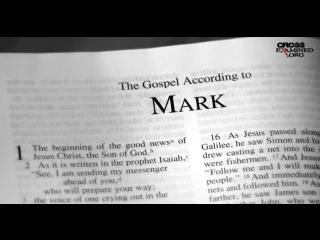 CROSS
EXAMINED
.ORG
The Gospel According to
MARK
1 The beginning of the good news a of
Jesus Christ, the Son of God. b
2 As it is written in the prophet Isaiah, c
"See, I am sending my messenger
ahead of you, d
who will prepare your way;
the voice of one crying out in the
16 As Jesus passed along
Galilee, he saw Simon and his
drew casting a net into the
were fishermen. 17 And Jesus
"Follow me and I will make
people." 18 And immediately
nets and followed him.
farther, he saw James son
John, who